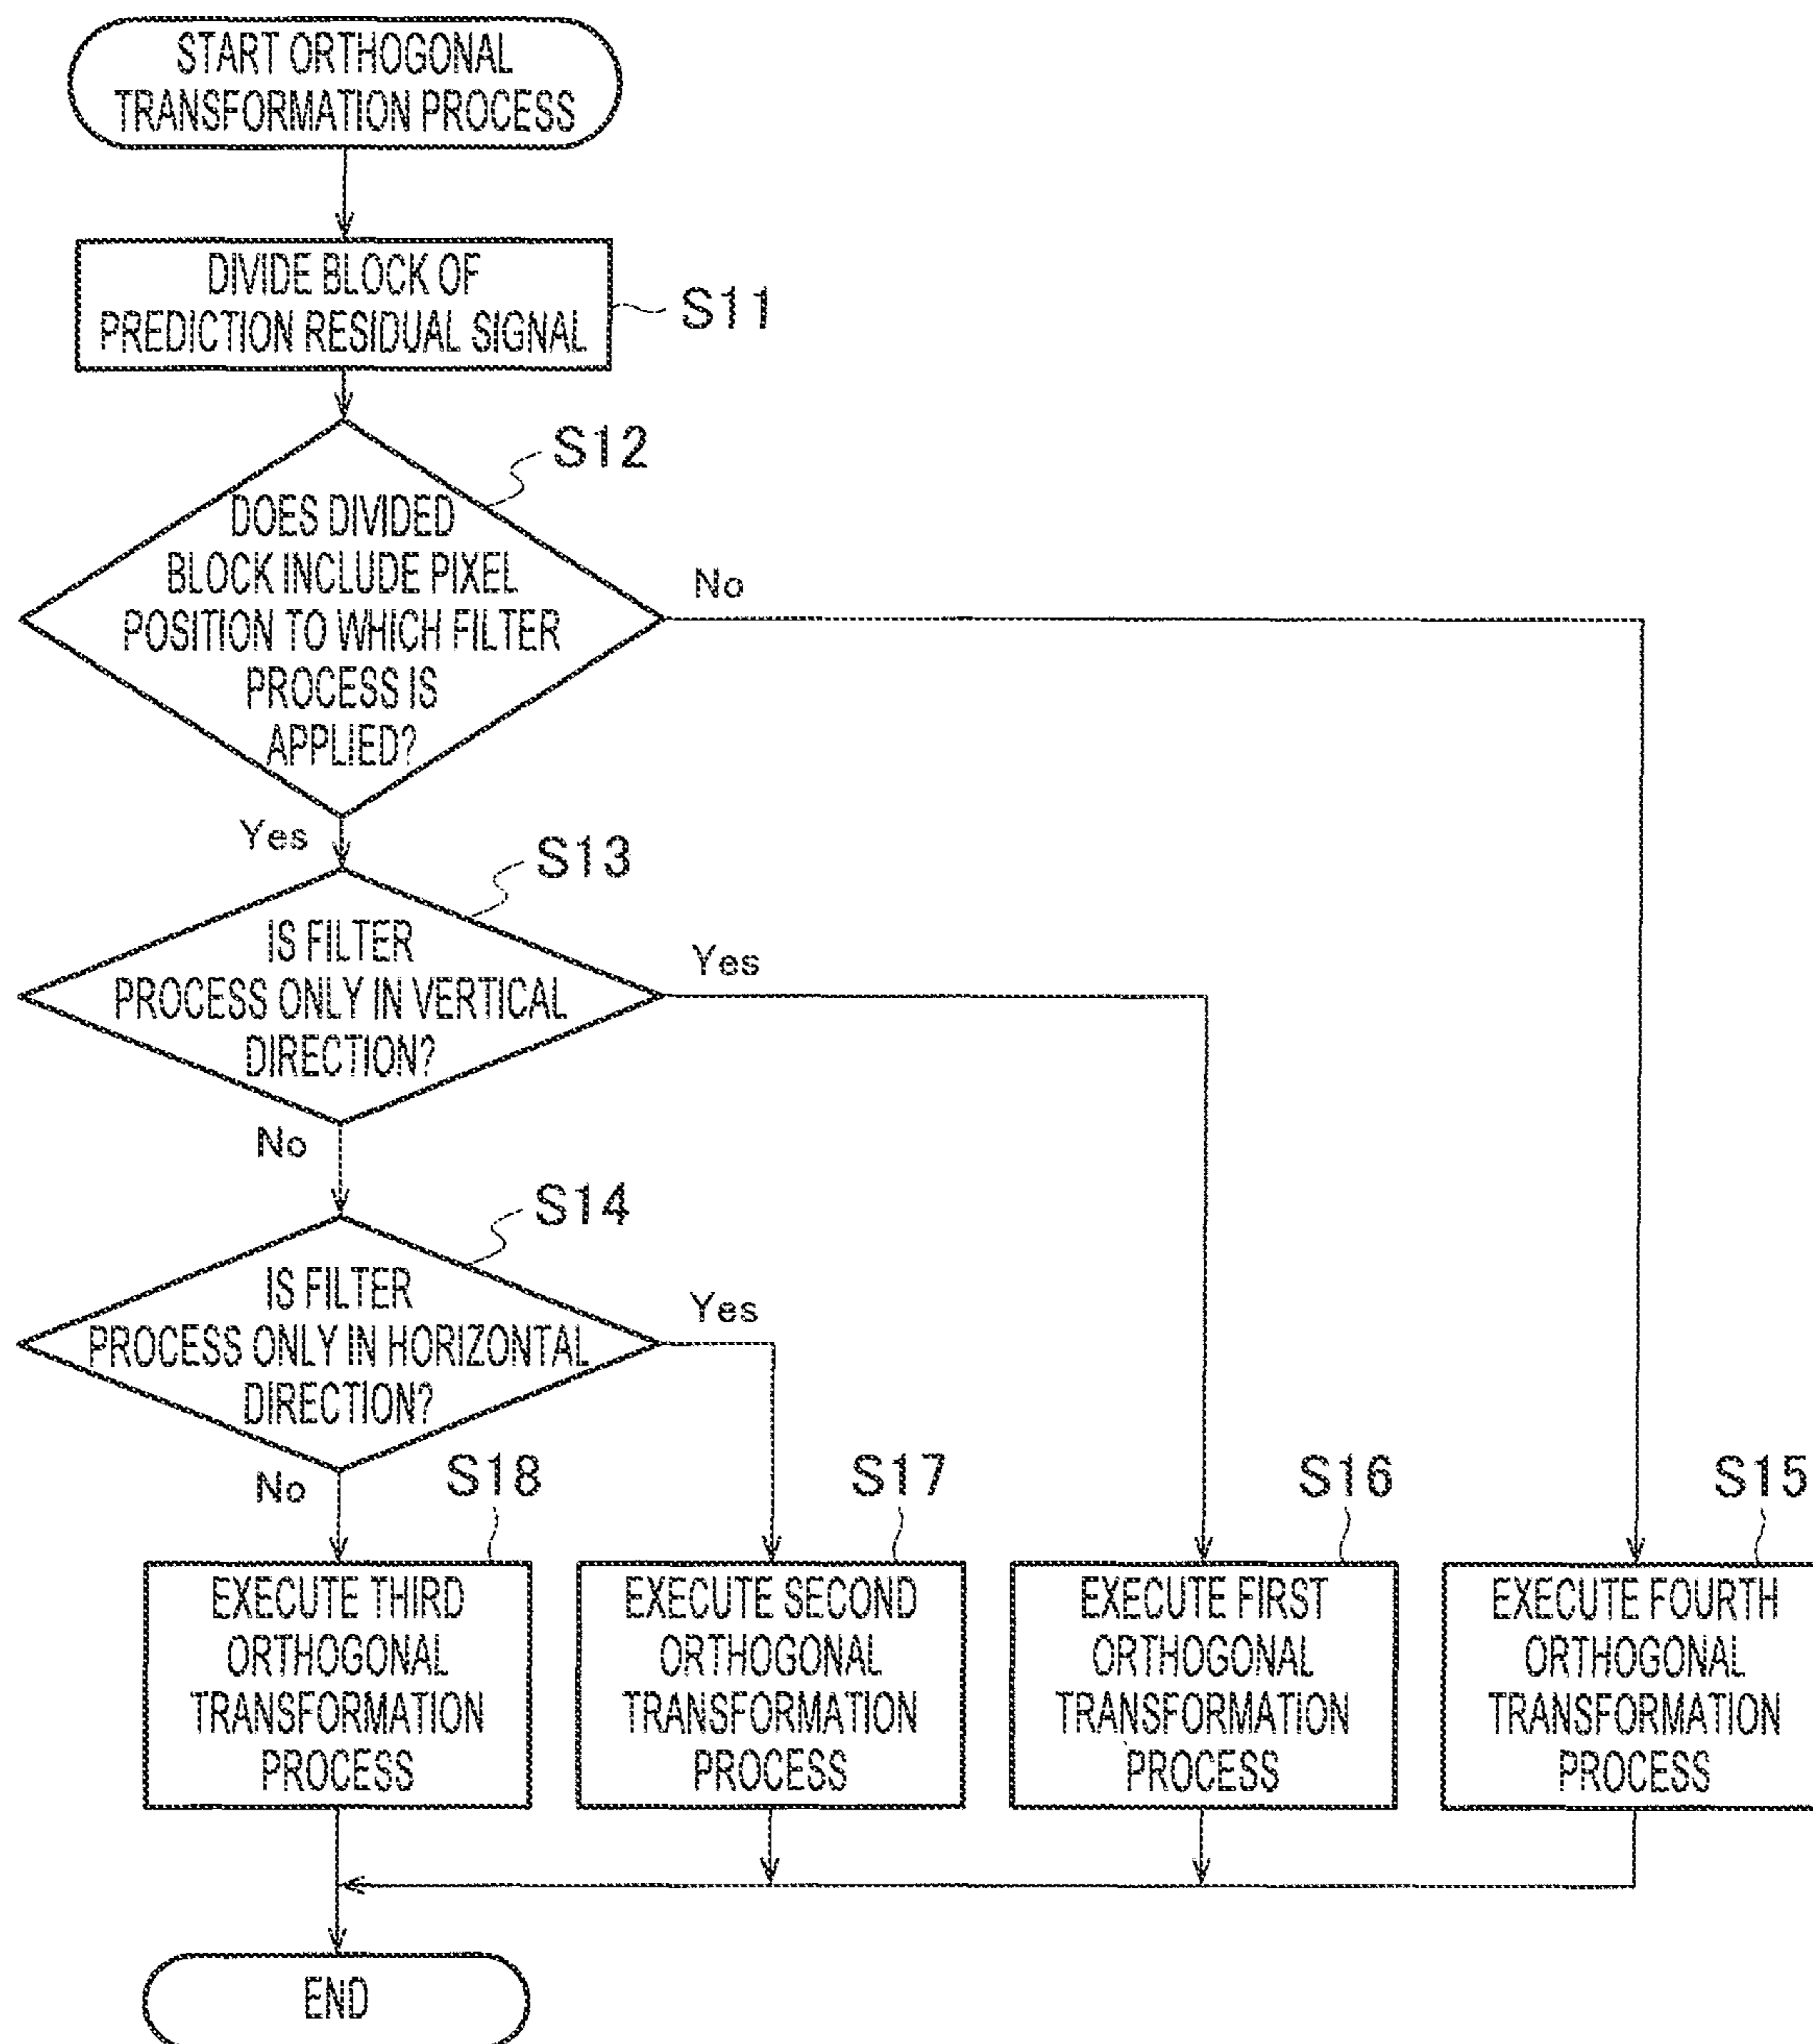 START ORTHOGONAL
TRANSFORMATION PROCESS
DIVIDE BLOCK OF
PREDICTION RESIDUAL SIGNAL
S11
S12
DOES DIVIDED
BLOCK INCLUDE PIXEL
POSITION TO WHICH FILTER
PROCESS IS
APPLIED?
No
Yes
S13
IS FILTER
PROCESS ONLY IN VERTICAL
DIRECTION?
Yes
No
S14
IS FILTER
PROCESS ONLY IN HORIZONTAL
DIRECTION?
Yes
No
S18
EXECUTE THIRD
ORTHOGONAL
TRANSFORMATION
PROCESS
S17
EXECUTE SECOND
ORTHOGONAL
TRANSFORMATION
PROCESS
S16
EXECUTE FIRST
ORTHOGONAL
TRANSFORMATION
PROCESS
S15
EXECUTE FOURTH
ORTHOGONAL
TRANSFORMATION
PROCESS
END